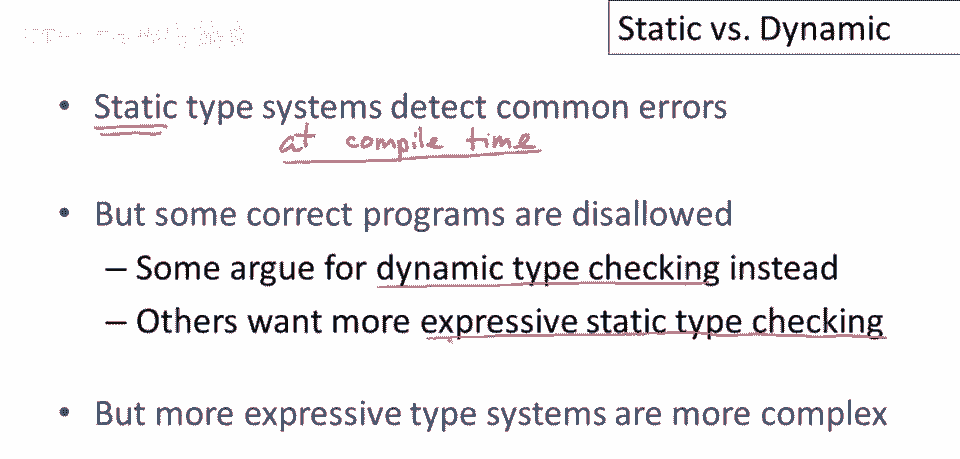 Static vs. Dynamic
• Static type systems detect common errors
at compile time
• But some correct programs are disallowed
– Some argue for dynamic type checking instead
– Others want more expressive static type checking
• But more expressive type systems are more complex